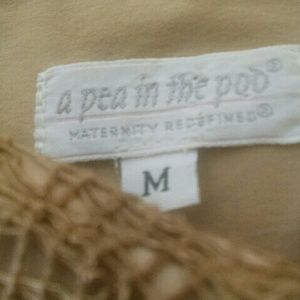 a pea in the pod®
MATERNITY REDEFINED®
M